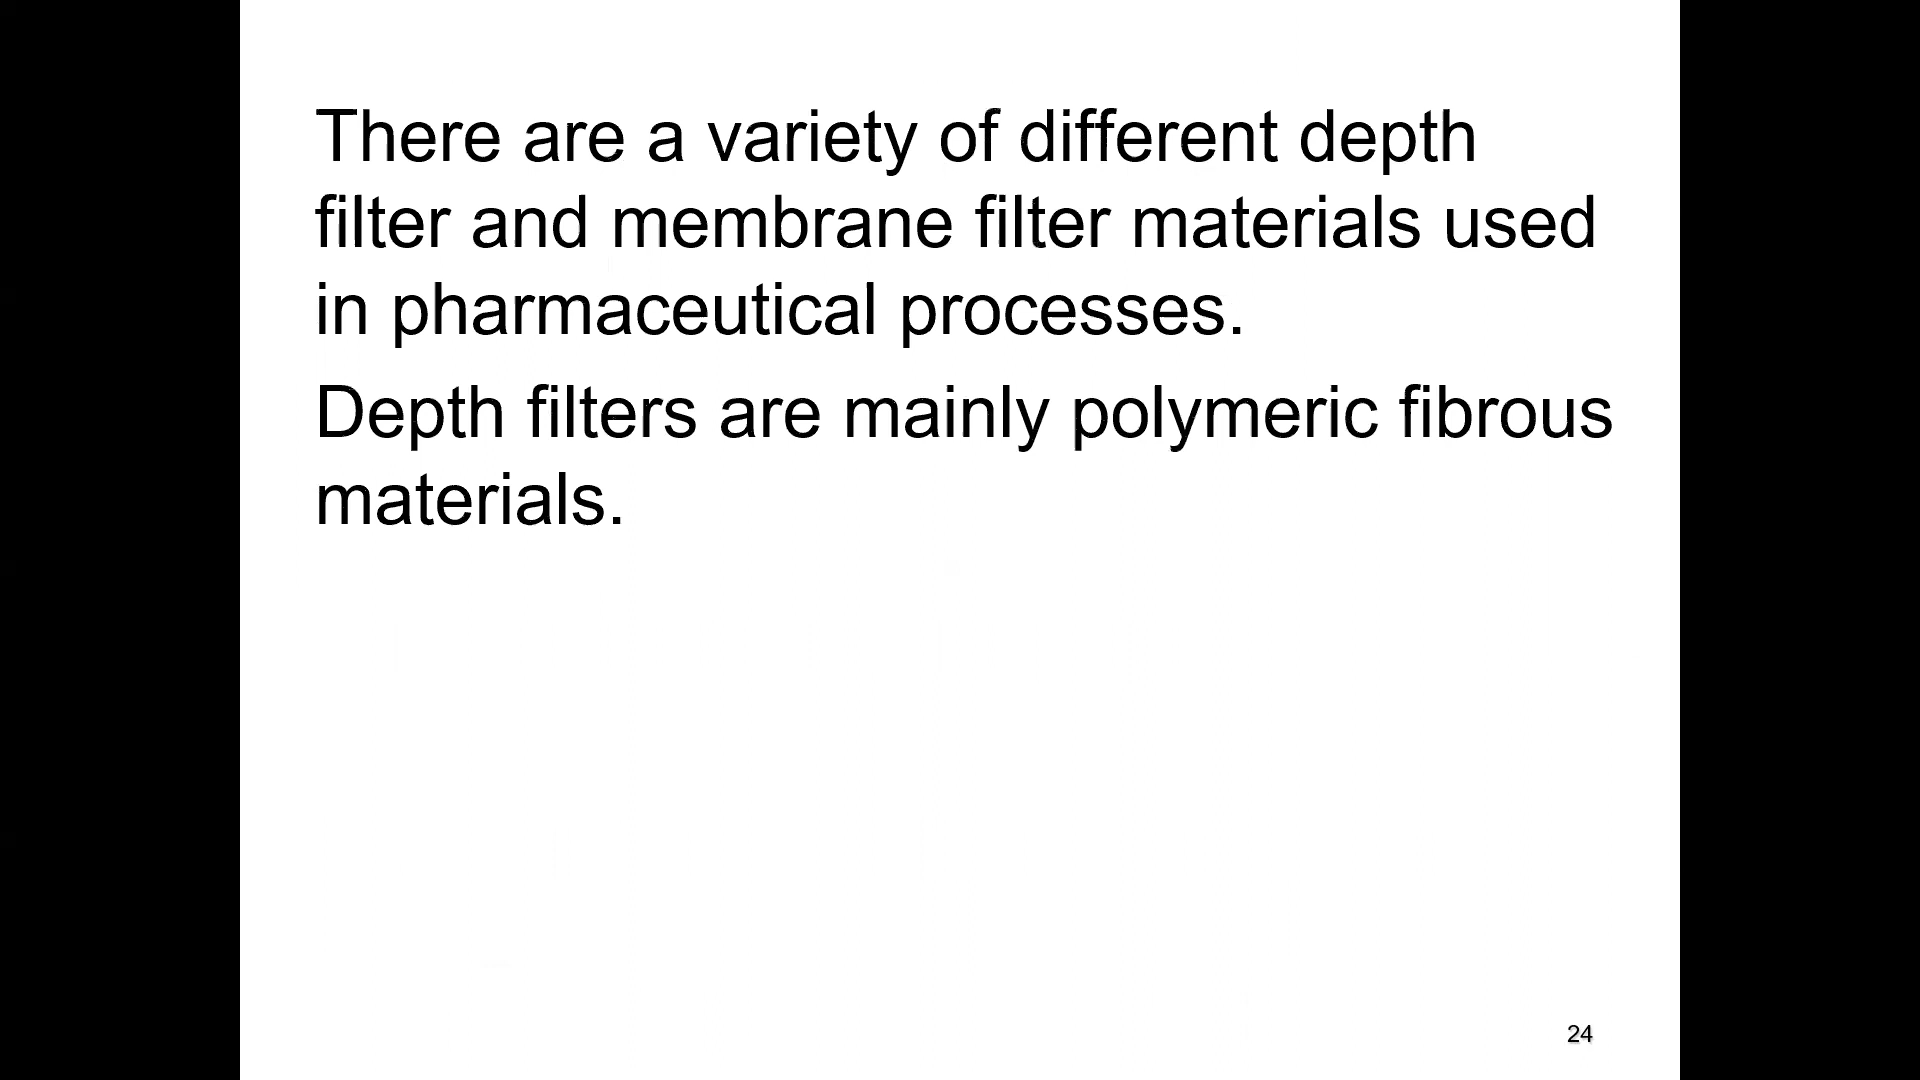 There are a variety of different depth
filter and membrane filter materials used
in pharmaceutical processes.
Depth filters are mainly polymeric fibrous
materials.
24